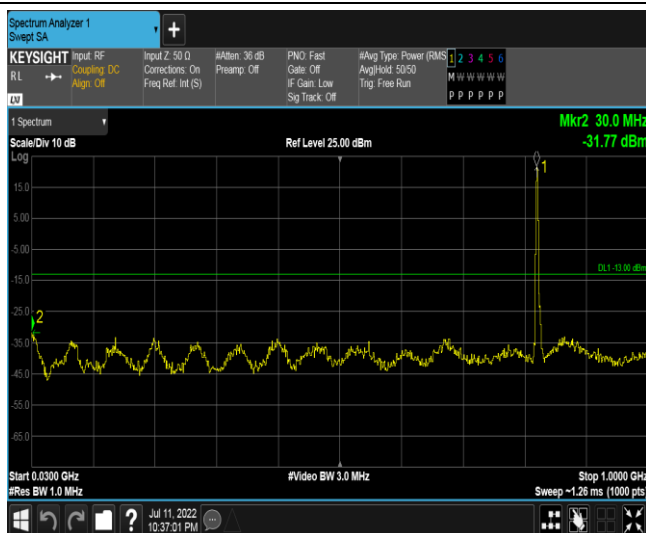 Spectrum Analyzer 1
Swept SA
+
KEYSIGHT
RL
LXI
Input: RF
Coupling: DC
Align: Off
Input Z: 50 Ω
Corrections: On
Freq Ref: Int (S)
#Atten: 36 dB
Preamp: Off
PNO: Fast
Gate: Off
IF Gain: Low
Sig Track: Off
#Avg Type: Power (RMS
Avg|Hold: 50/50
Trig: Free Run
1 2 3 4 5 6
M W W W W W
P P P P P P
1 Spectrum
Mkr2 30.0 MHz
Scale/Div 10 dB
Ref Level 25.00 dBm
-31.77 dBm
Log
1
15.0
5.00
-5.00
DL1 -13.00 dBm
-15.0
-25.0
2
-35.0
-45.0
-55.0
-65.0
Start 0.0300 GHz
#Video BW 3.0 MHz
Stop 1.0000 GHz
#Res BW 1.0 MHz
Sweep ~1.26 ms (1000 pts)
?
Jul 11, 2022
10:37:01 PM